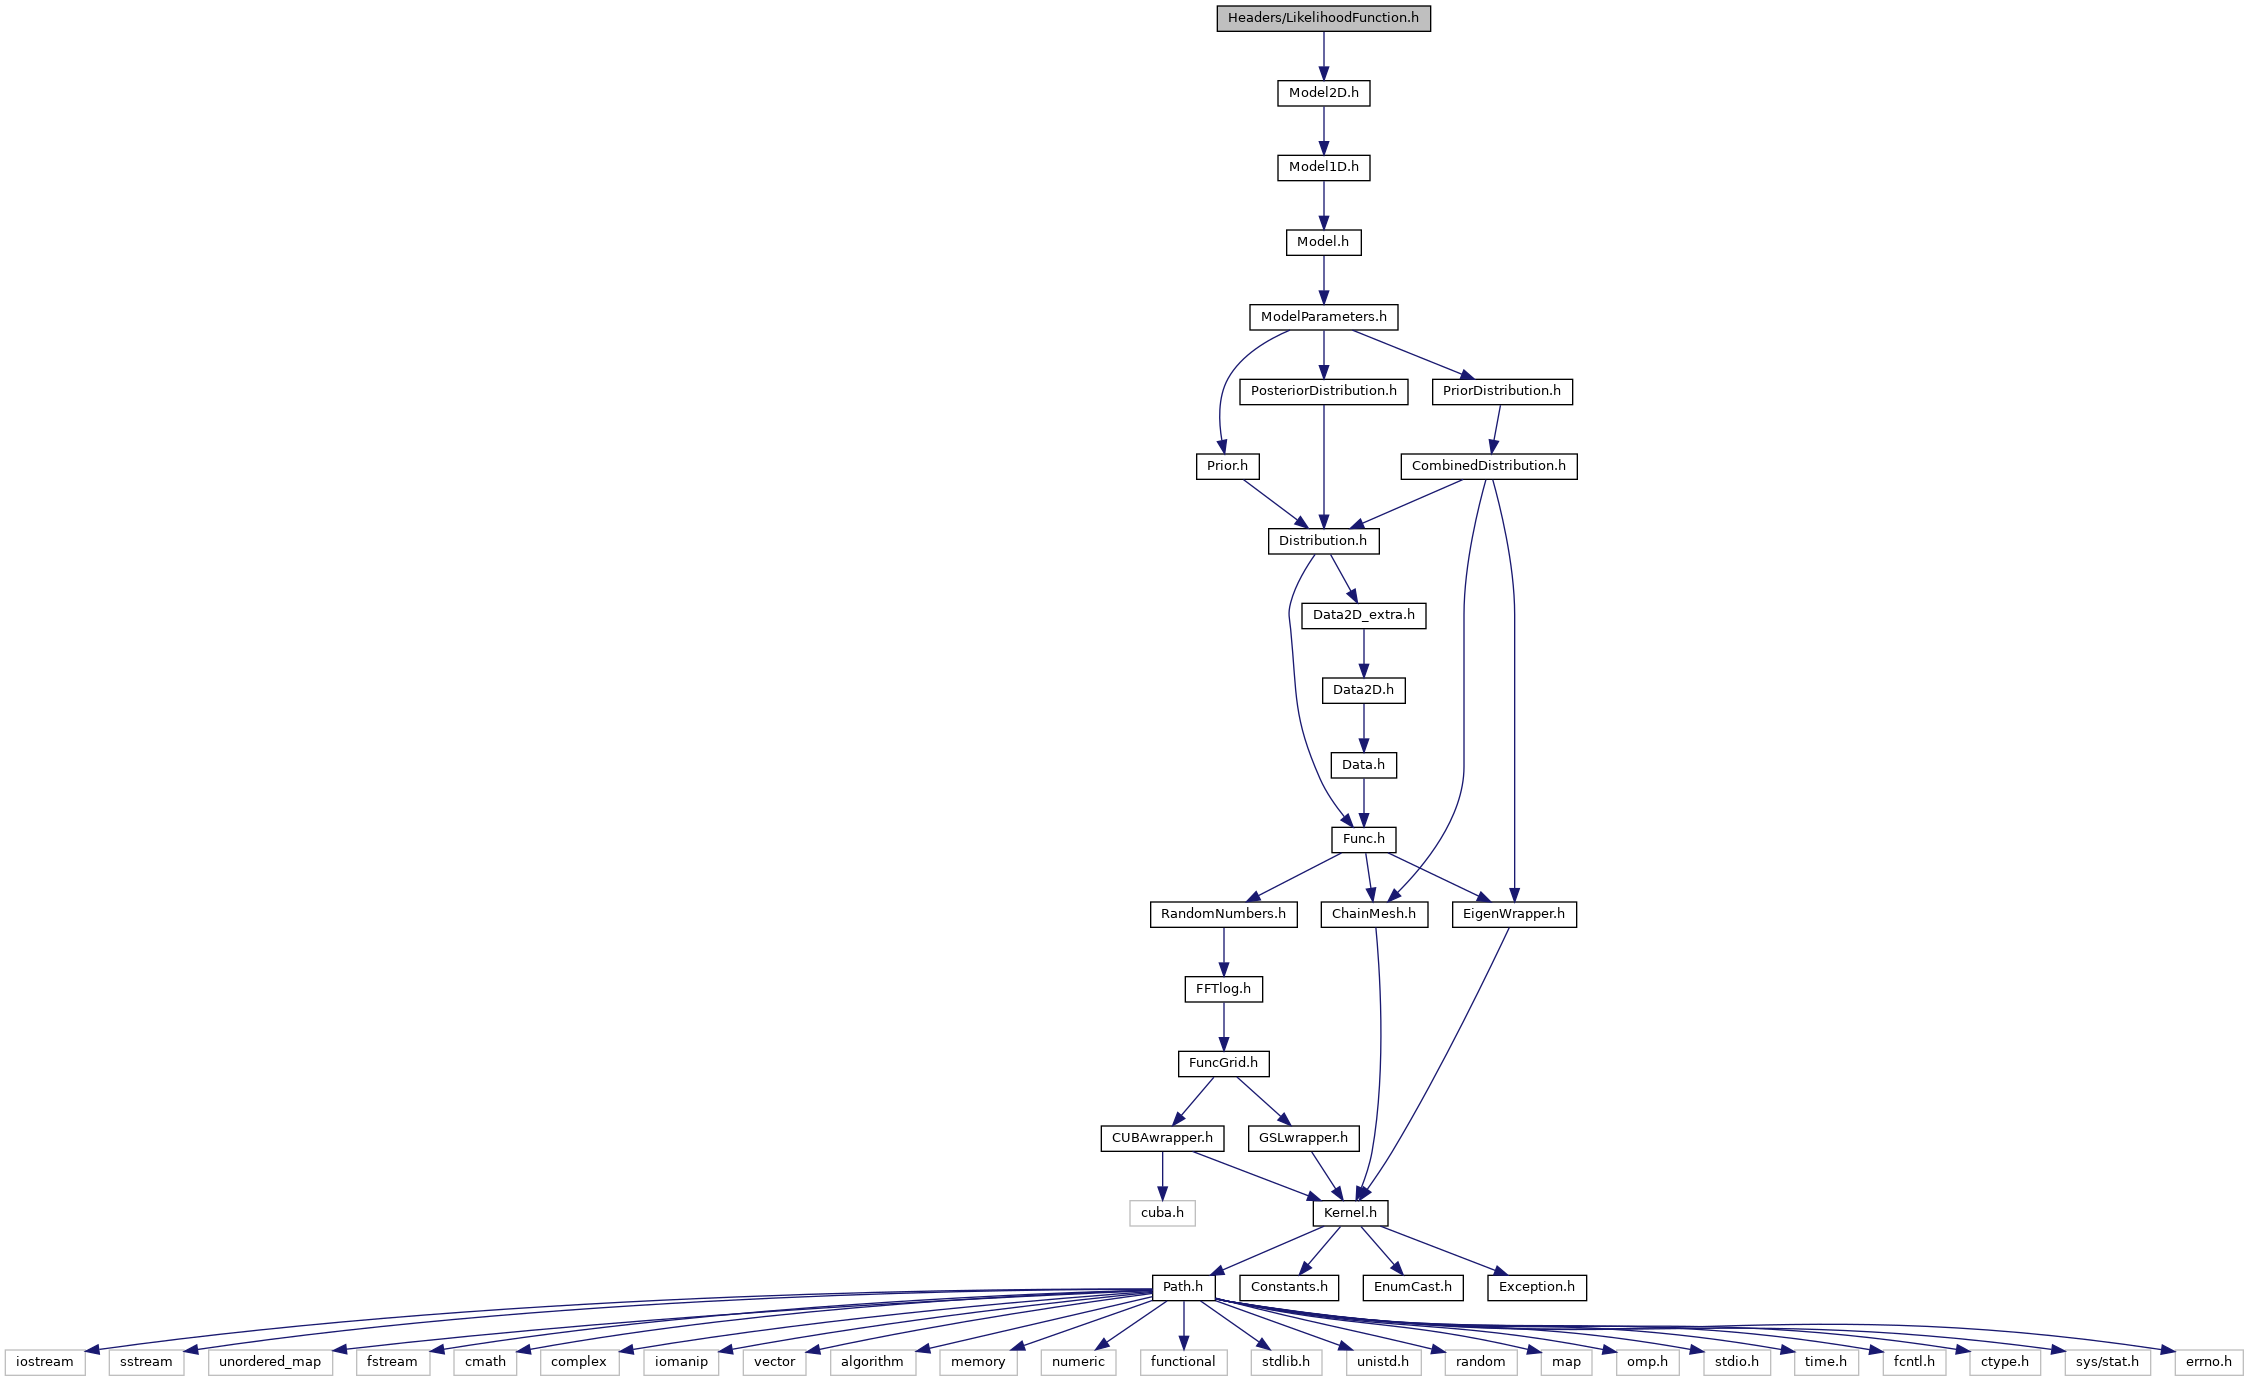 Headers/LikelihoodFunction.h
Model2D.h
Model1D.h
Model.h
ModelParameters.h
PosteriorDistribution.h
PriorDistribution.h
Prior.h
CombinedDistribution.h
Distribution.h
Data2D_extra.h
Data2D.h
Data.h
Func.h
RandomNumbers.h
ChainMesh.h
EigenWrapper.h
FFTlog.h
FuncGrid.h
CUBAwrapper.h
GSLwrapper.h
cuba.h
Kernel.h
Path.h
Constants.h
EnumCast.h
Exception.h
iostream
sstream
unordered_map
fstream
cmath
complex
iomanip
vector
algorithm
memory
numeric
functional
stdlib.h
unistd.h
random
map
omp.h
stdio.h
time.h
fcntl.h
ctype.h
sys/stat.h
errno.h